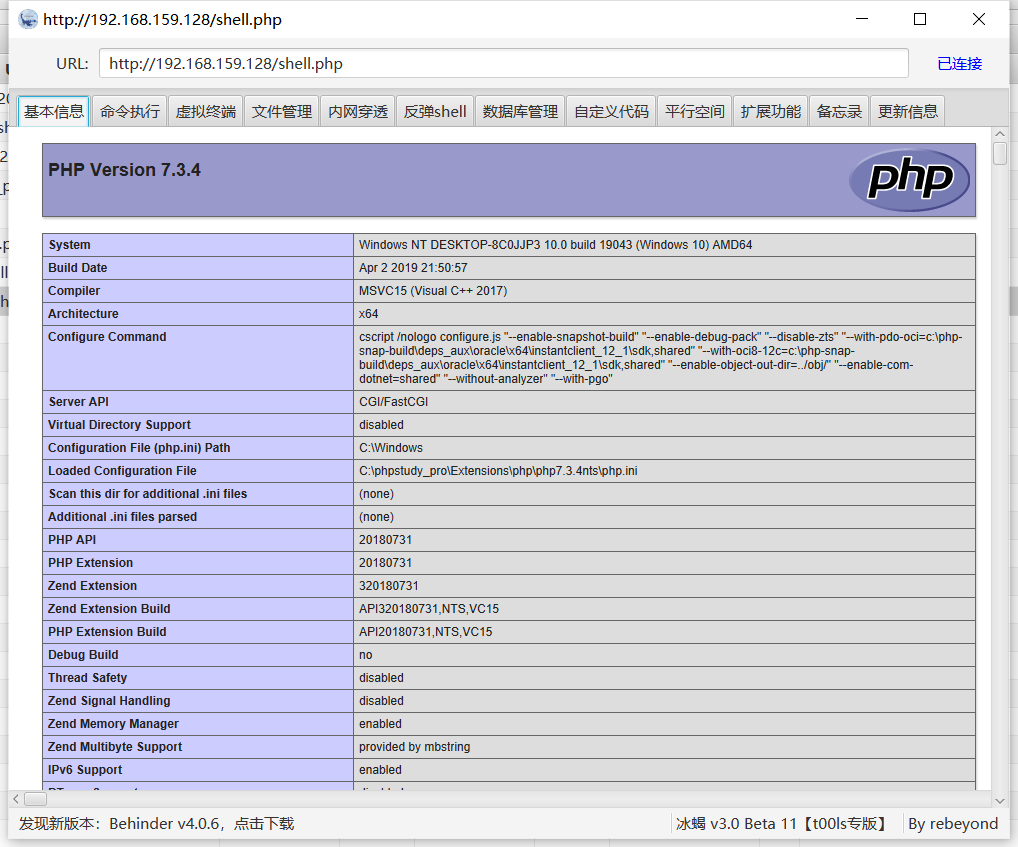 http://192.168.159.128/shell.php
URL: http://192.168.159.128/shell.php 已连接
基本信息 命令执行 虚拟终端 文件管理 内网穿透 反弹shell 数据库管理 自定义代码 平行空间 扩展功能 备忘录 更新信息
PHP Version 7.3.4 php
System Windows NT DESKTOP-8C0JJP3 10.0 build 19043 (Windows 10) AMD64
Build Date Apr 2 2019 21:50:57
Compiler MSVC15 (Visual C++ 2017)
Architecture x64
Configure Command cscript /nologo configure.js "--enable-snapshot-build" "--enable-debug-pack" "--disable-zts" "--with-pdo-oci=c:\php-
snap-build\deps_aux\oracle\x64\instantclient_12_1\sdk,shared" "--with-oci8-12c=c:\php-snap-
build\deps_aux\oracle\x64\instantclient_12_1\sdk,shared" "--enable-object-out-dir=../obj/" "--enable-com-
dotnet=shared" "--without-analyzer" "--with-pgo"
Server API CGI/FastCGI
Virtual Directory Support disabled
Configuration File (php.ini) Path C:\Windows
Loaded Configuration File C:\phpstudy_pro\Extensions\php\php7.3.4nts\php.ini
Scan this dir for additional .ini files (none)
Additional .ini files parsed (none)
PHP API 20180731
PHP Extension 20180731
Zend Extension 320180731
Zend Extension Build API320180731,NTS,VC15
PHP Extension Build API20180731,NTS,VC15
Debug Build no
Thread Safety disabled
Zend Signal Handling disabled
Zend Memory Manager enabled
Zend Multibyte Support provided by mbstring
IPv6 Support enabled
发现新版本：Behinder v4.0.6，点击下载 冰蝎 v3.0 Beta 11【t00ls专版】 By rebeyond